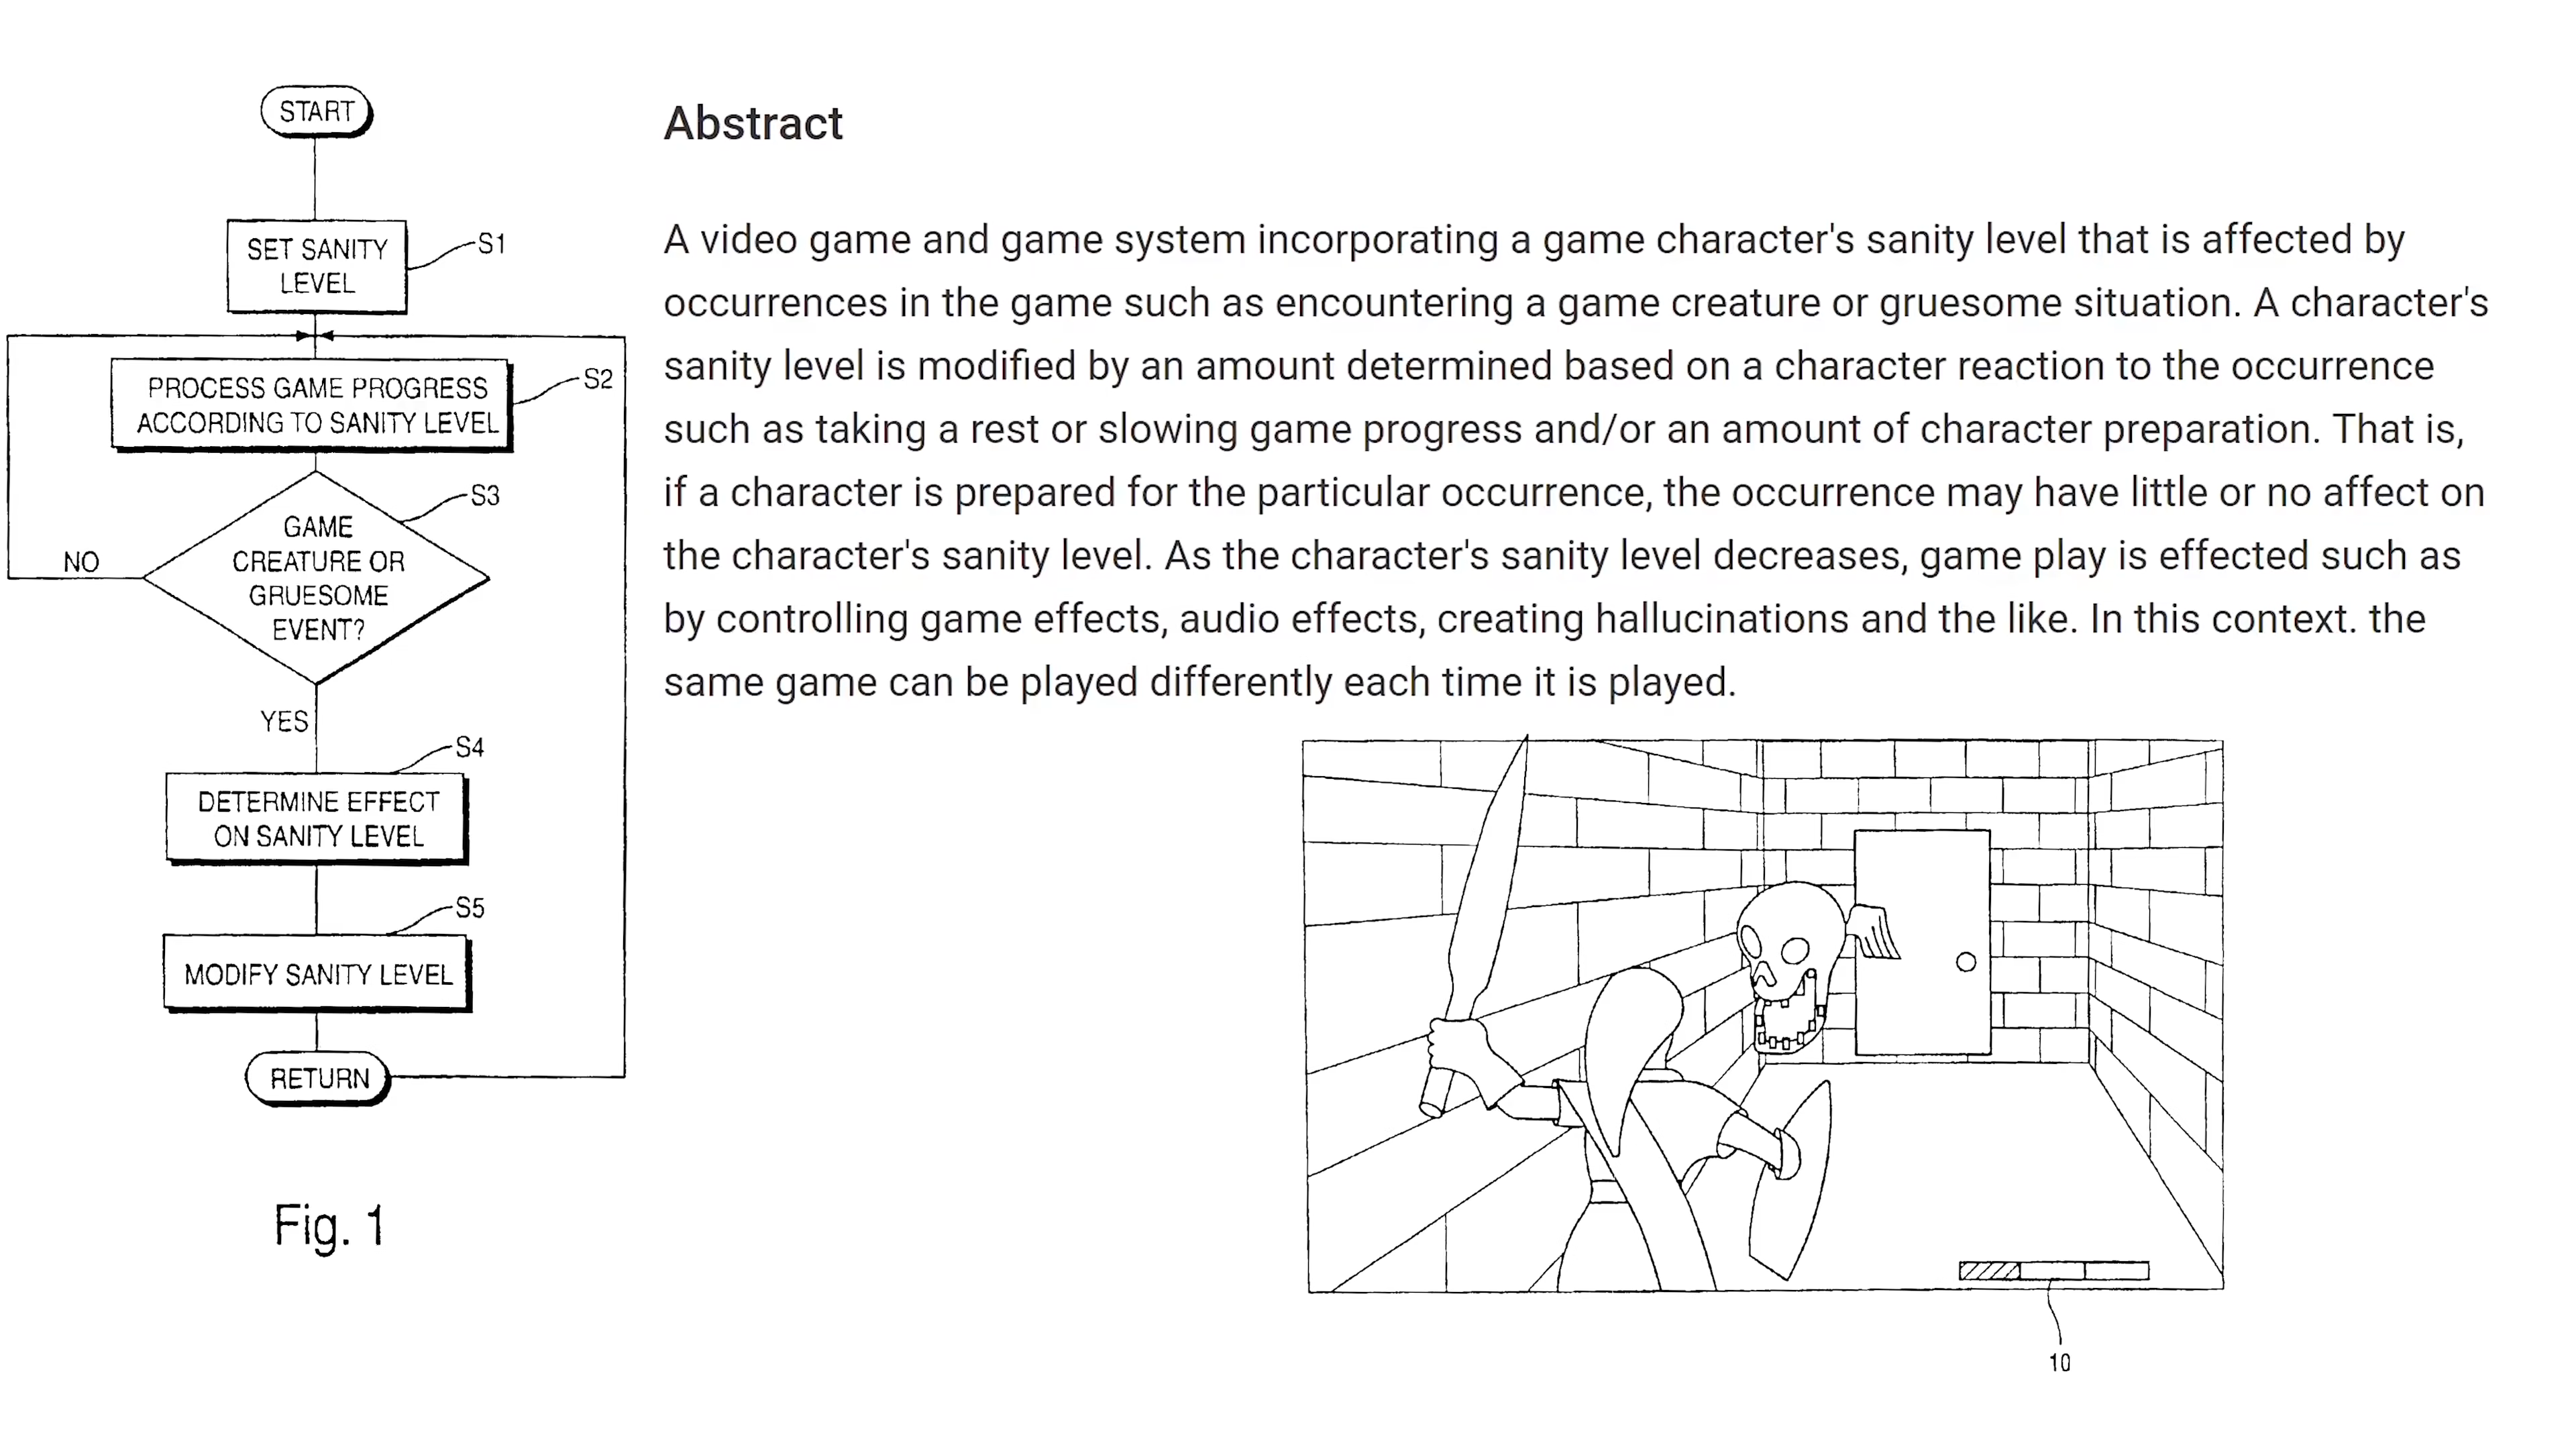 START
SET SANITY
LEVEL
S1
PROCESS GAME PROGRESS
ACCORDING TO SANITY LEVEL
S2
GAME
CREATURE OR
GRUESOME
EVENT?
S3
NO
YES
DETERMINE EFFECT
ON SANITY LEVEL
S4
MODIFY SANITY LEVEL
S5
RETURN
Fig. 1
Abstract
A video game and game system incorporating a game character's sanity level that is affected by
occurrences in the game such as encountering a game creature or gruesome situation. A character's
sanity level is modified by an amount determined based on a character reaction to the occurrence
such as taking a rest or slowing game progress and/or an amount of character preparation. That is,
if a character is prepared for the particular occurrence, the occurrence may have little or no affect on
the character's sanity level. As the character's sanity level decreases, game play is effected such as
by controlling game effects, audio effects, creating hallucinations and the like. In this context. the
same game can be played differently each time it is played.
10